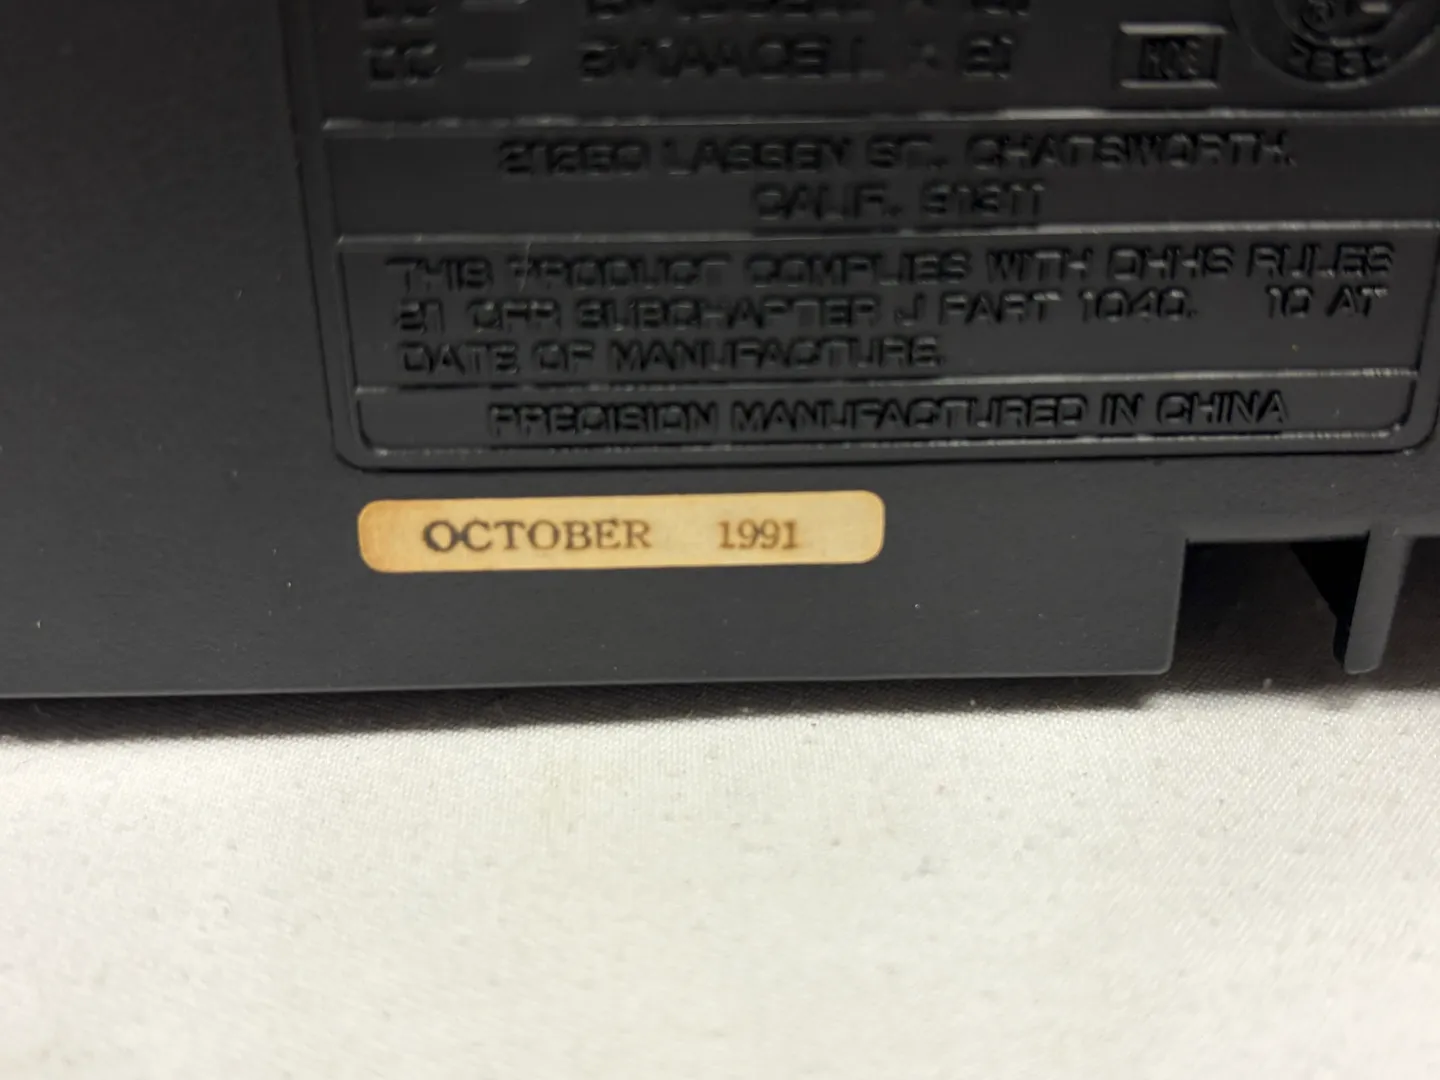 21280 LASSEN ST., CHATSWORTH,
CALIF. 91311
THIS PRODUCT COMPLIES WITH DHHS RULES
21 CFR SUBCHAPTER J PART 1040. 10 AT
DATE OF MANUFACTURE
PRECISION MANUFACTURED IN CHINA
OCTOBER 1991